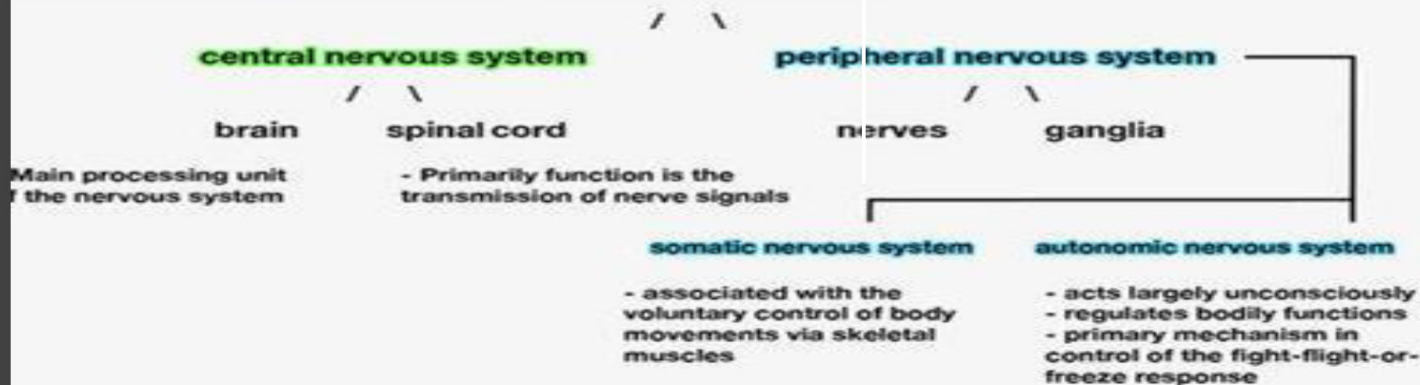 central nervous system
peripheral nervous system
brain
spinal cord
nerves
ganglia
Main processing unit
the nervous system
- Primarily function is the
transmission of nerve signals
somatic nervous system
autonomic nervous system
- associated with the
voluntary control of body
movements via skeletal
muscles
- acts largely unconsciously
- regulates bodily functions
- primary mechanism in
control of the fight-flight-or-
freeze response